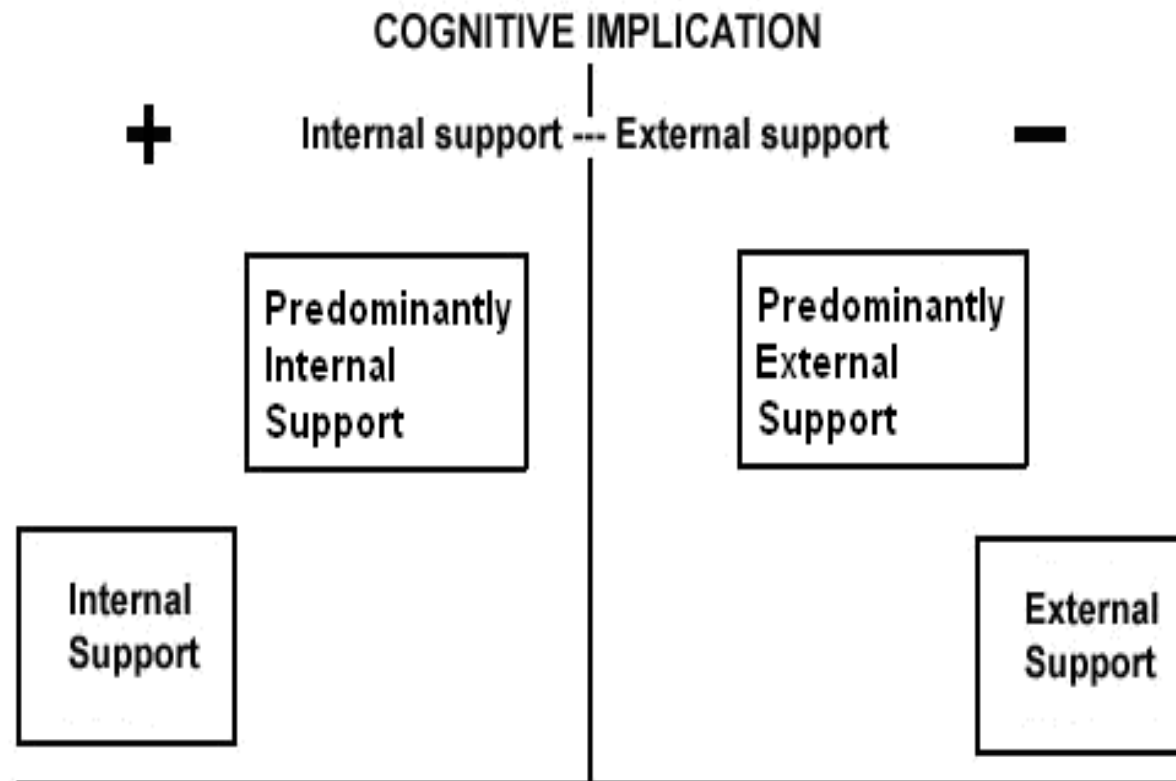 COGNITIVE IMPLICATION
+ Internal support --- External support −
Predominantly
Internal
Support
Predominantly
External
Support
Internal
Support
External
Support